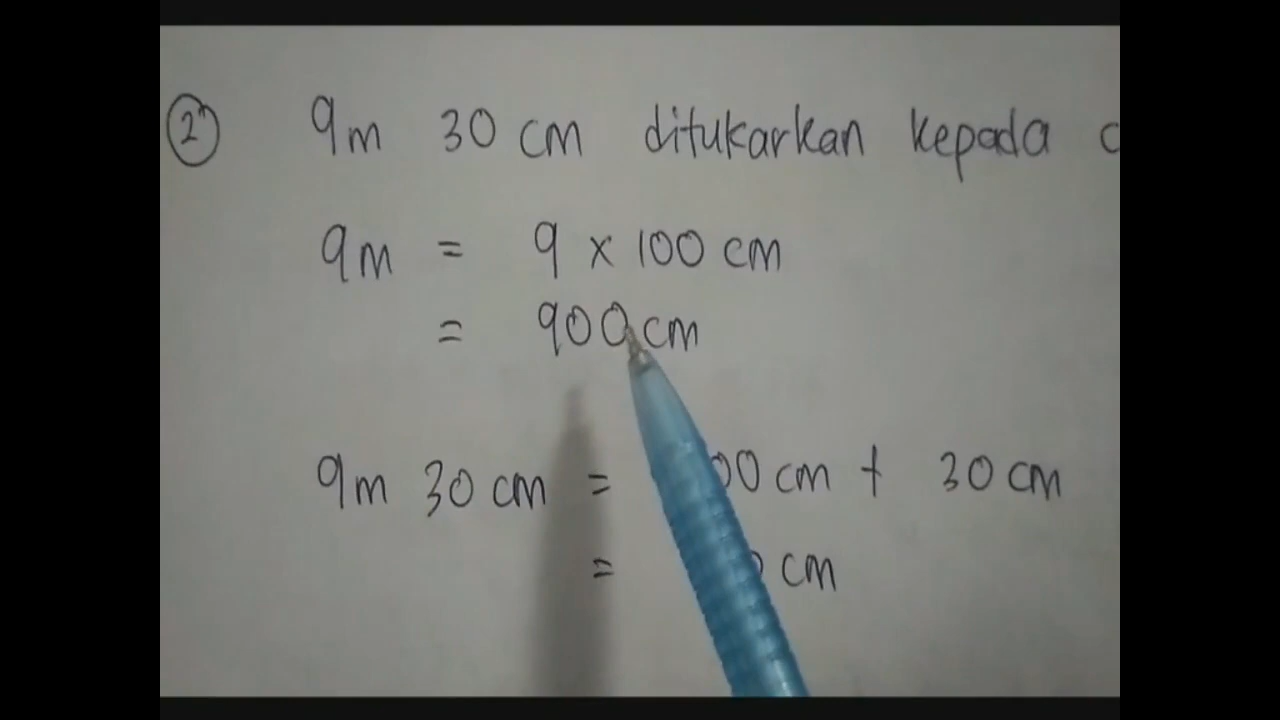 2 9m 30 cm ditukarkan kepada
9m = 9 × 100 cm
= 900 cm
9m 30 cm = 00 cm + 30 cm
= cm